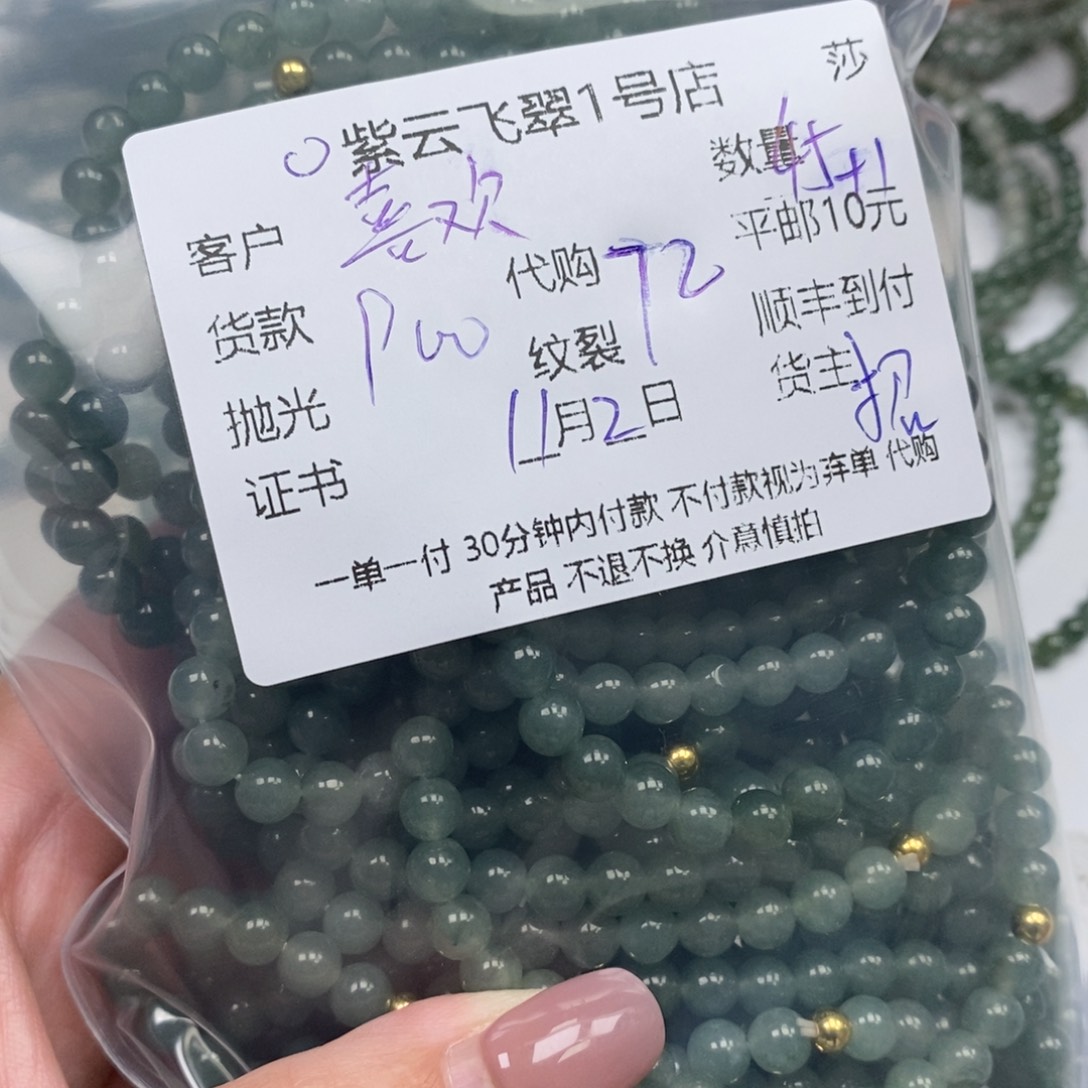 莎
紫云飞翠1号店
客户 喜欢 数量
货款 代购 72 平邮10元
抛光 纹裂 顺丰到付
证书 11月2日 货主
一单一付 30分钟内付款 不付款视为弃单 代购
产品 不退不换 介意慎拍